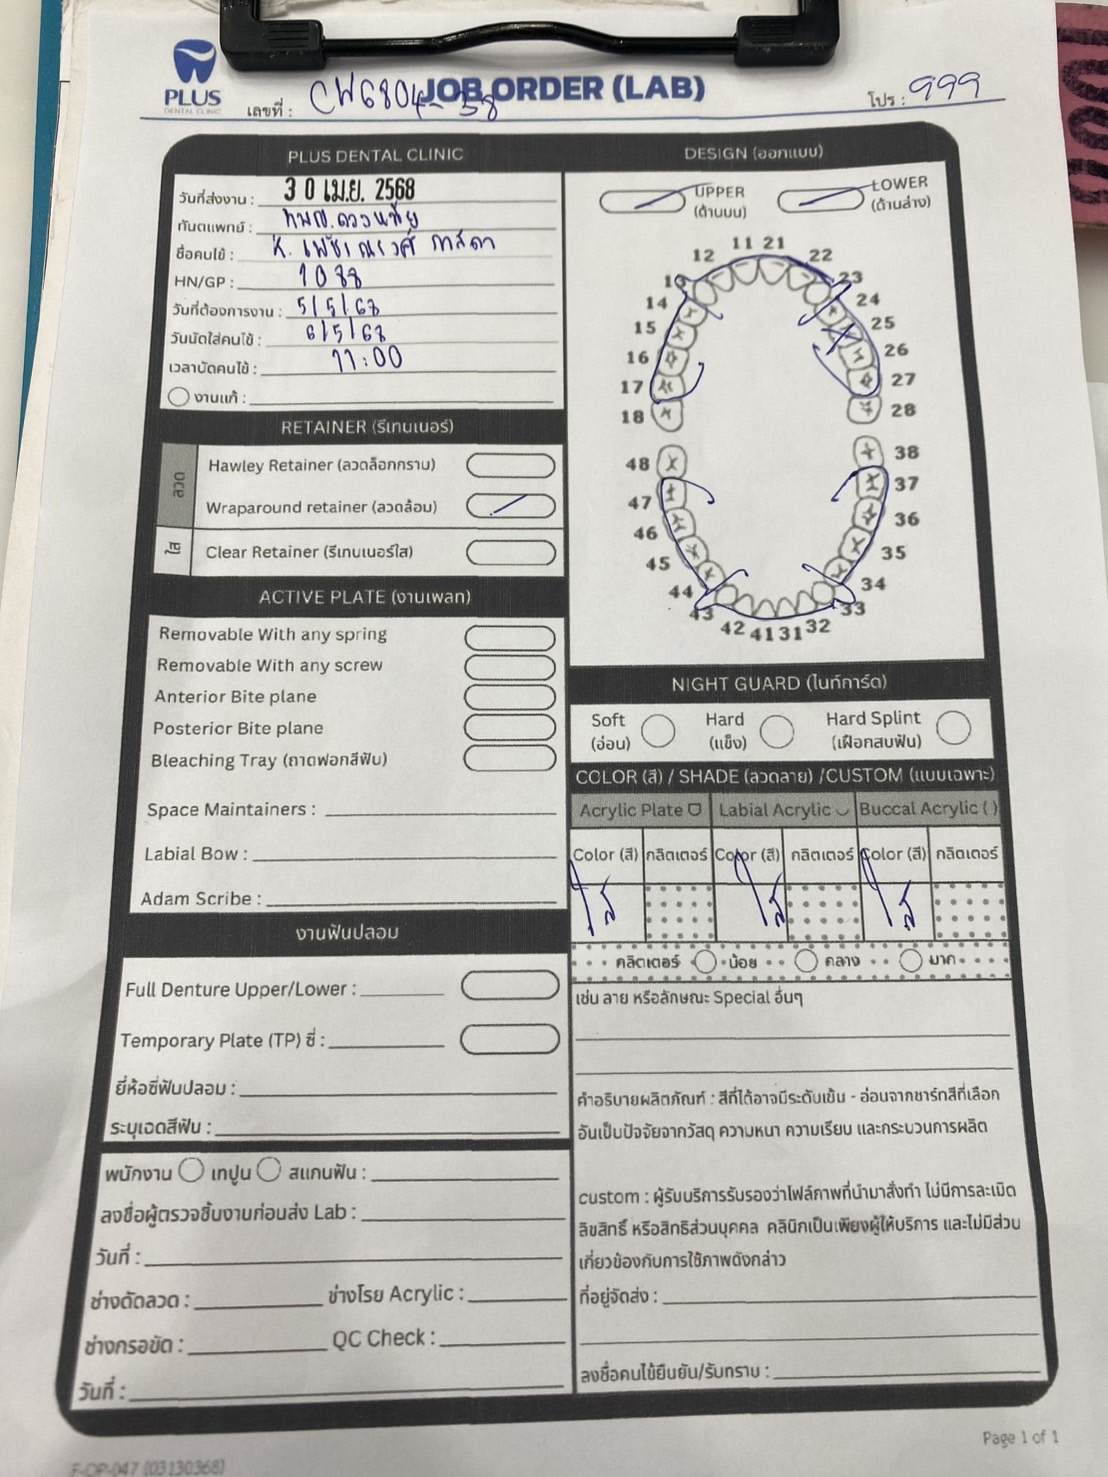 PLUS
DENTAL CLINIC
JOB ORDER (LAB)
เลขที่ : CW6804-38
โปร : 999
PLUS DENTAL CLINIC
วันที่ส่งงาน : 30 เม.ย. 2568
ทันตแพทย์ :
ชื่อคนไข้ :
HN/GP : 1088
วันที่ต้องการงาน : 5/5/68
วันนัดใส่คนไข้ : 6/5/68
เวลานัดคนไข้ : 11:00
งานแก้ :
RETAINER (รีเทนเนอร์)
ลวด
Hawley Retainer (ลวดล็อกกราม)
Wraparound retainer (ลวดล้อม)
ใส
Clear Retainer (รีเทนเนอร์ใส)
ACTIVE PLATE (งานเพลท)
Removable With any spring
Removable With any screw
Anterior Bite plane
Posterior Bite plane
Bleaching Tray (ถาดฟอกสีฟัน)
Space Maintainers :
Labial Bow :
Adam Scribe :
งานฟันปลอม
Full Denture Upper/Lower :
Temporary Plate (TP) ซี่ :
ยี่ห้อซี่ฟันปลอม :
ระบุเฉดสีฟัน :
พนักงาน เทปูน สแกนฟัน :
ลงชื่อผู้ตรวจชิ้นงานก่อนส่ง Lab :
วันที่ :
ช่างดัดลวด : ช่างโรย Acrylic :
ช่างกรอขัด : QC Check :
วันที่ :
DESIGN (ออกแบบ)
UPPER
(ด้านบน)
LOWER
(ด้านล่าง)
11 21
12 22
13 23
14 24
15 25
16 26
17 27
18 28
48 38
47 37
46 36
45 35
44 34
43 33
42 41 31 32
NIGHT GUARD (ไนท์การ์ด)
Soft
(อ่อน)
Hard
(แข็ง)
Hard Splint
(เฝือกสบฟัน)
COLOR (สี) / SHADE (ลวดลาย) /CUSTOM (แบบเฉพาะ)
Acrylic Plate Labial Acrylic Buccal Acrylic ( )
Color (สี) กลิตเตอร์ Color (สี) กลิตเตอร์ Color (สี) กลิตเตอร์
ใส ใส ใส
กลิตเตอร์ น้อย กลาง มาก
เช่น ลาย หรือลักษณะ Special อื่นๆ
คำอธิบายผลิตภัณฑ์ : สีที่ได้อาจมีระดับเข้ม - อ่อนจากชาร์ทสีที่เลือก
อันเป็นปัจจัยจากวัสดุ ความหนา ความเรียบ และกระบวนการผลิต
custom : ผู้รับบริการรับรองว่าไฟล์ภาพที่นำมาสั่งทำ ไม่มีการละเมิด
ลิขสิทธิ์ หรือสิทธิส่วนบุคคล คลินิกเป็นเพียงผู้ให้บริการ และไม่มีส่วน
เกี่ยวข้องกับการใช้ภาพดังกล่าว
ที่อยู่จัดส่ง :
ลงชื่อคนไข้ยืนยัน/รับทราบ :
Page 1 of 1
F-OP-047 (03130368)